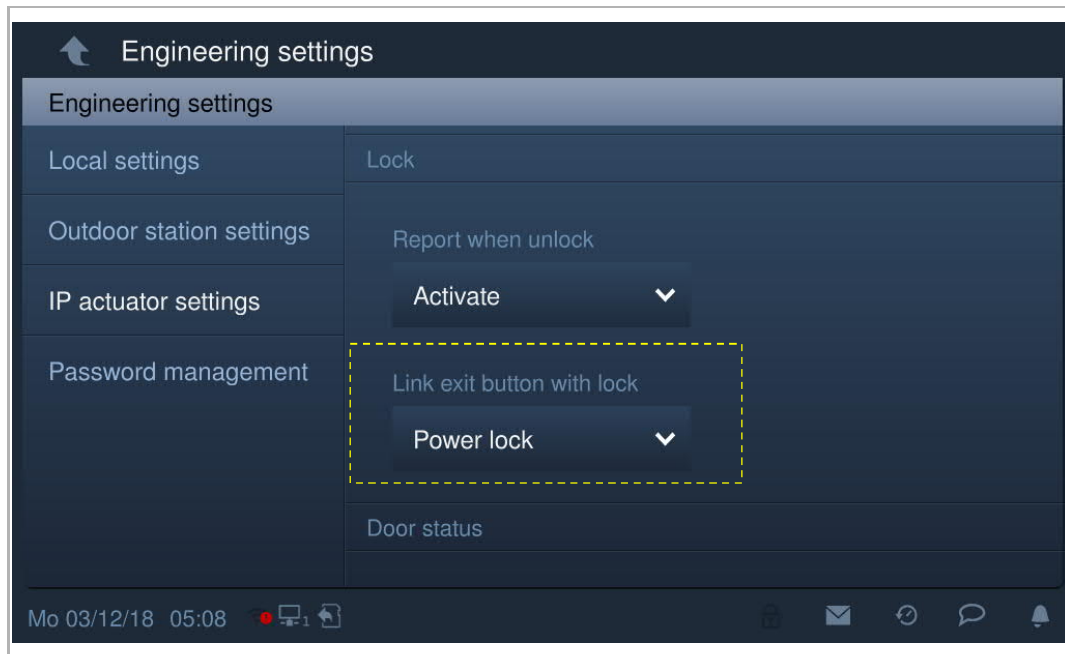 Engineering settings
Engineering settings
Local settings
Outdoor station settings
IP actuator settings
Password management
Lock
Report when unlock
Activate
Link exit button with lock
Power lock
Door status
Mo 03/12/18 05:08 1